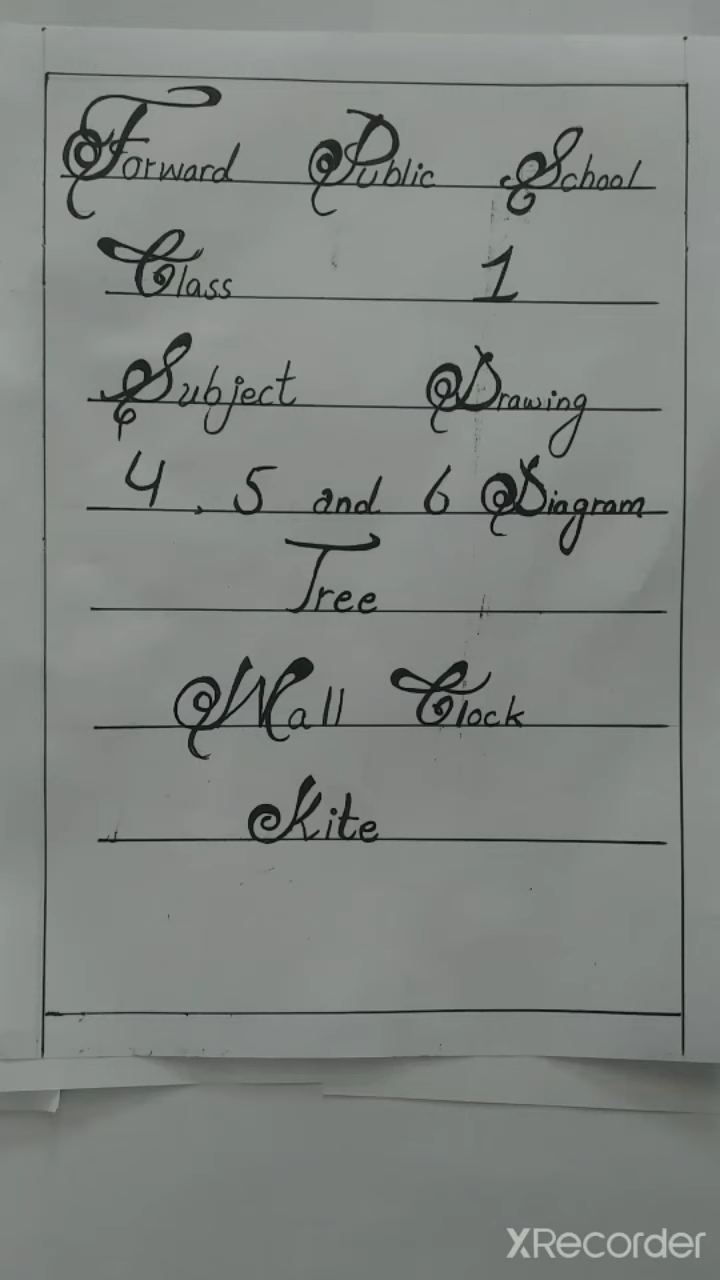 Forward Public School
Class 1
Subject Drawing
4, 5 and 6 Diagram
Tree
Wall Clock
Kite
XRecorder